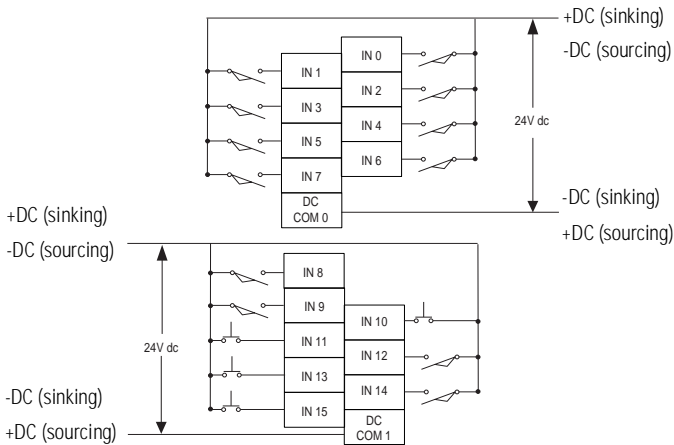 +DC (sinking)
-DC (sourcing)
IN 0
IN 1
IN 2
IN 3
IN 4
24V dc
IN 5
IN 6
IN 7
DC
COM 0
-DC (sinking)
+DC (sourcing)
+DC (sinking)
-DC (sourcing)
IN 8
IN 9
IN 10
IN 11
24V dc
IN 12
IN 13
IN 14
-DC (sinking)
+DC (sourcing)
IN 15
DC
COM 1